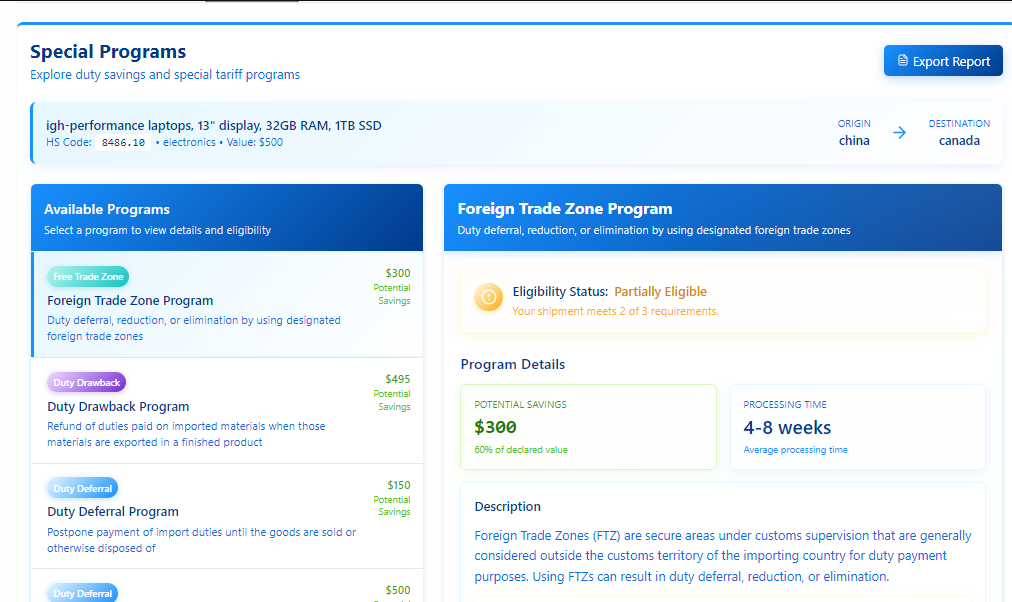 Special Programs
Explore duty savings and special tariff programs
Export Report
igh-performance laptops, 13" display, 32GB RAM, 1TB SSD
HS Code: 8486.10 • electronics • Value: $500
ORIGIN
china
→
DESTINATION
canada
Available Programs
Select a program to view details and eligibility
Free Trade Zone
$300
Potential
Savings
Foreign Trade Zone Program
Duty deferral, reduction, or elimination by using designated
foreign trade zones
Duty Drawback
$495
Potential
Savings
Duty Drawback Program
Refund of duties paid on imported materials when those
materials are exported in a finished product
Duty Deferral
$150
Potential
Savings
Duty Deferral Program
Postpone payment of import duties until the goods are sold or
otherwise disposed of
Duty Deferral
$500
Foreign Trade Zone Program
Duty deferral, reduction, or elimination by using designated foreign trade zones
Eligibility Status: Partially Eligible
Your shipment meets 2 of 3 requirements.
Program Details
POTENTIAL SAVINGS
$300
60% of declared value
PROCESSING TIME
4-8 weeks
Average processing time
Description
Foreign Trade Zones (FTZ) are secure areas under customs supervision that are generally
considered outside the customs territory of the importing country for duty payment
purposes. Using FTZs can result in duty deferral, reduction, or elimination.